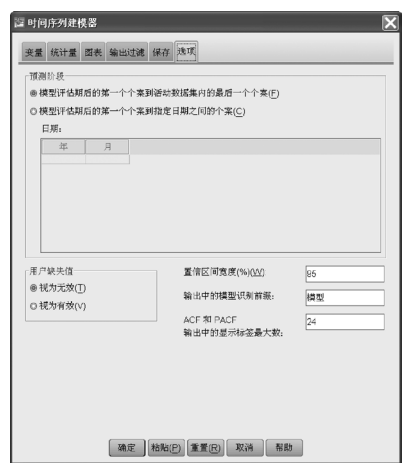 时间序列建模器
变量 统计量 图表 输出过滤 保存 选项
预测阶段
模型评估期后的第一个个案到活动数据集内的最后一个个案(F)
模型评估期后的第一个个案到指定日期之间的个案(C)
日期:
年 月
用户缺失值
视为无效(T)
视为有效(V)
置信区间宽度(%)(W) 95
输出中的模型识别前缀: 模型
ACF 和 PACF
输出中的显示标签最大数: 24
确定 粘贴(P) 重置(R) 取消 帮助